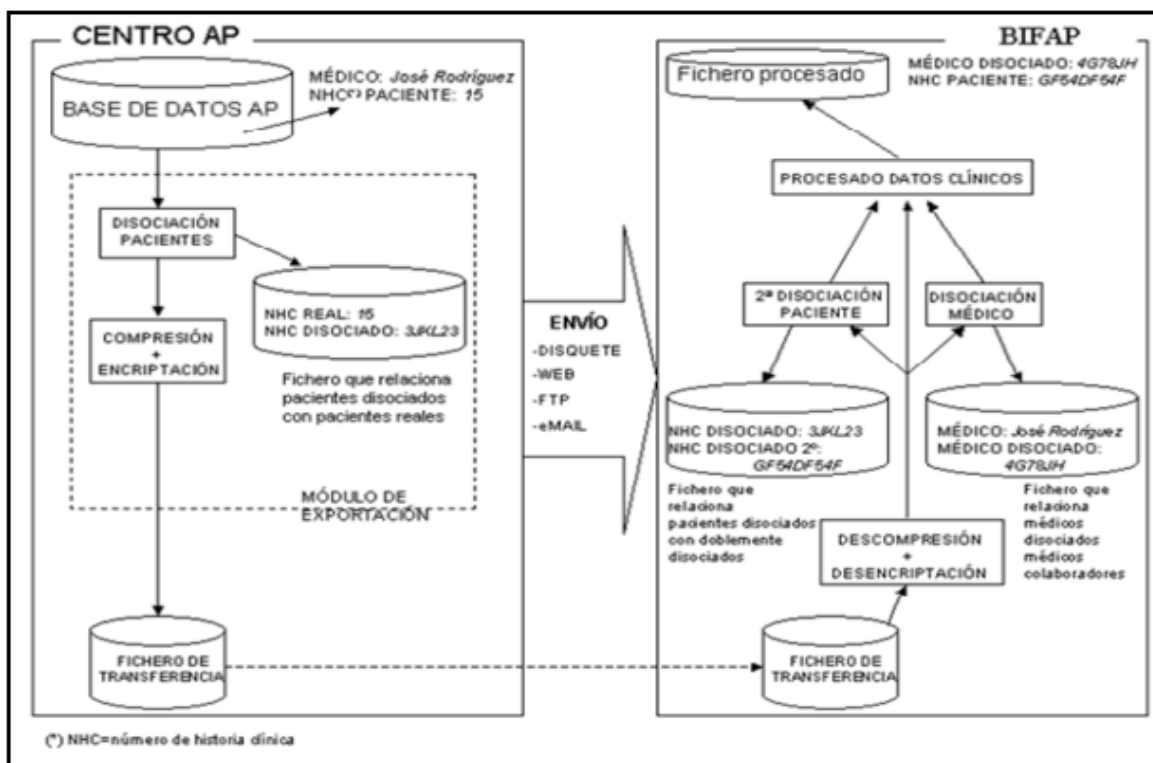 CENTRO AP
MÉDICO: José Rodríguez
NHC(*) PACIENTE: 15
BASE DE DATOS AP
DISOCIACIÓN
PACIENTES
NHC REAL: 15
NHC DISOCIADO: 3JKL23
COMPRESIÓN
+
ENCRIPTACIÓN
Fichero que relaciona
pacientes disociados
con pacientes reales
MÓDULO DE
EXPORTACIÓN
FICHERO DE
TRANSFERENCIA
(*) NHC=número de historia clínica
ENVÍO
-DISQUETE
-WEB
-FTP
-eMAIL
BIFAP
Fichero procesado
MÉDICO DISOCIADO: 4G78JH
NHC PACIENTE: GF54DF54F
PROCESADO DATOS CLÍNICOS
2ª DISOCIACIÓN
PACIENTE
DISOCIACIÓN
MÉDICO
NHC DISOCIADO: 3JKL23
NHC DISOCIADO 2º:
GF54DF54F
MÉDICO: José Rodríguez
MÉDICO DISOCIADO:
4G78JH
Fichero que
relaciona
pacientes disociados
con doblemente
disociados
Fichero que
relaciona
médicos
disociados
médicos
colaboradores
DESCOMPRESIÓN
+
DESENCRIPTACIÓN
FICHERO DE
TRANSFERENCIA